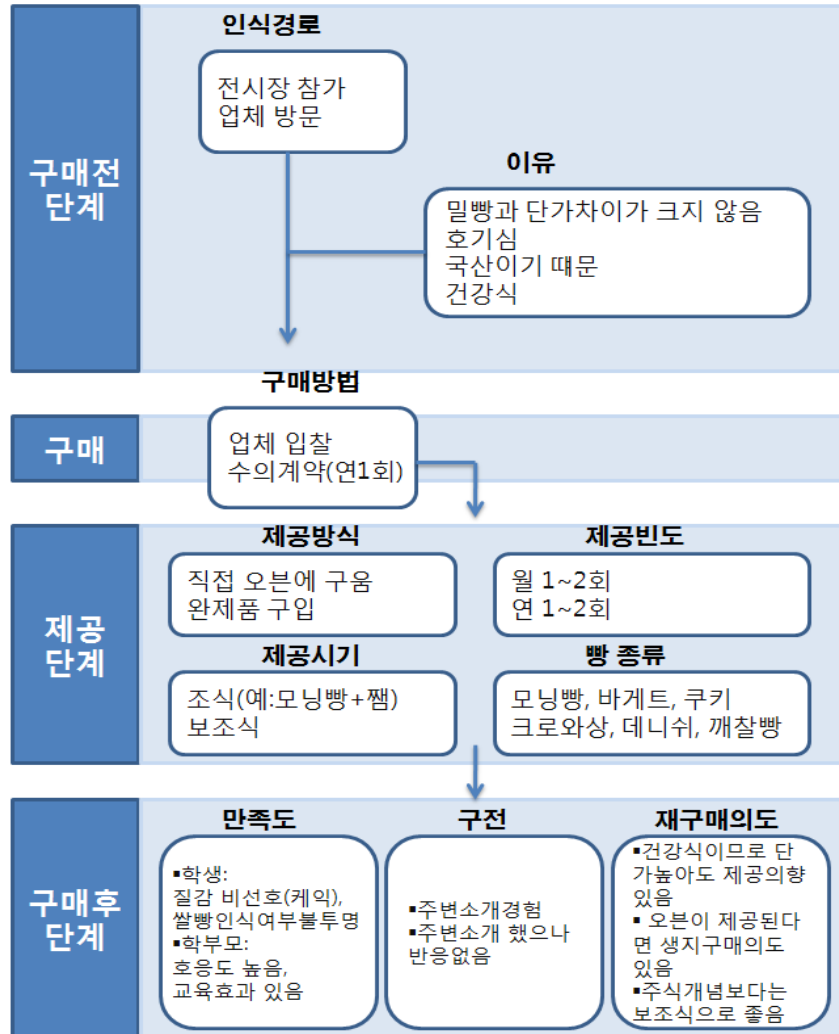 인식경로
전시장 참가
업체 방문
구매전
단계
이유
밀빵과 단가차이가 크지 않음
호기심
국산이기 떄문
건강식
구매방법
구매
업체 입찰
수의계약(연1회)
제공
단계
제공방식
직접 오븐에 구움
완제품 구입
제공빈도
월 1~2회
연 1~2회
제공시기
조식(예:모닝빵+쨈)
보조식
빵 종류
모닝빵, 바게트, 쿠키
크로와상, 데니쉬, 깨찰빵
구매후
단계
만족도
▪학생:
질감 비선호(케익),
쌀빵인식여부불투명
▪학부모:
호응도 높음,
교육효과 있음
구전
▪주변소개경험
▪주변소개 했으나
반응없음
재구매의도
▪건강식이므로 단
가높아도 제공의향
있음
▪ 오븐이 제공된다
면 생지구매의도
있음
▪주식개념보다는
보조식으로 좋음